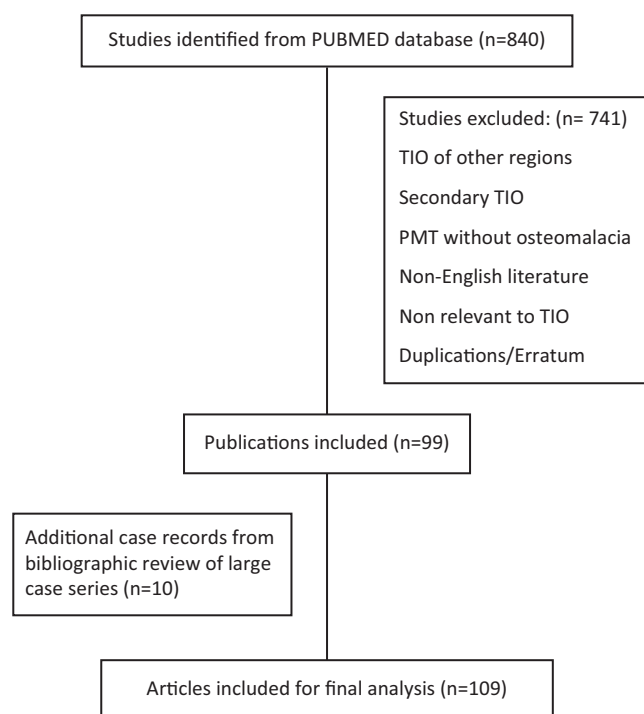 Studies identified from PUBMED database (n=840)
Studies excluded: (n= 741)
TIO of other regions
Secondary TIO
PMT without osteomalacia
Non-English literature
Non relevant to TIO
Duplications/Erratum
Publications included (n=99)
Additional case records from
bibliographic review of large
case series (n=10)
Articles included for final analysis (n=109)